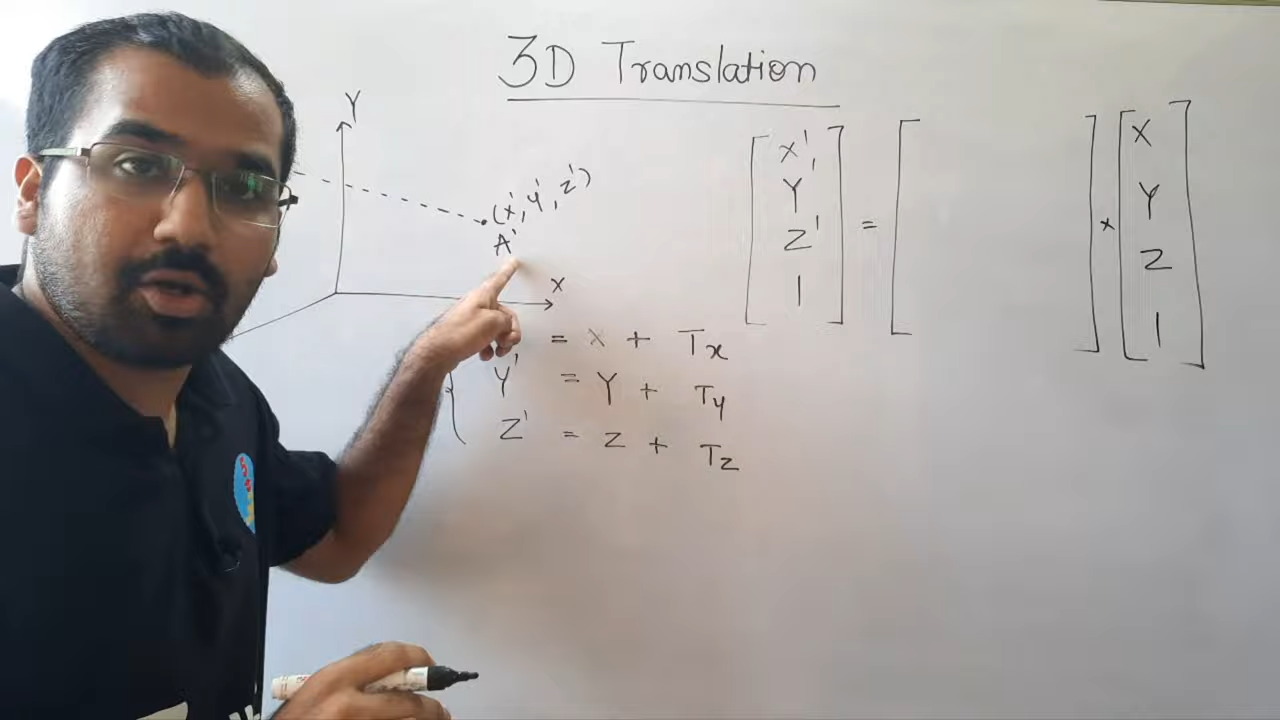 3D Translation
Y
(x', y', z')
A'
X
= X + Tx
Y' = Y + Ty
Z' = Z + Tz
[X' Y' Z' 1] = [ ] * [X Y Z 1]